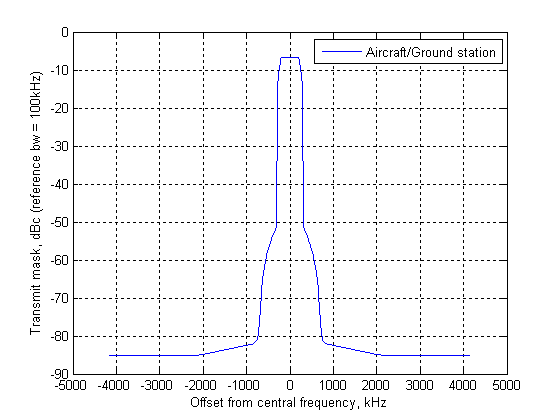 Transmit mask, dBc (reference bw = 100kHz)
0
-10
-20
-30
-40
-50
-60
-70
-80
-90
Aircraft/Ground station
-5000 -4000 -3000 -2000 -1000 0 1000 2000 3000 4000 5000
Offset from central frequency, kHz